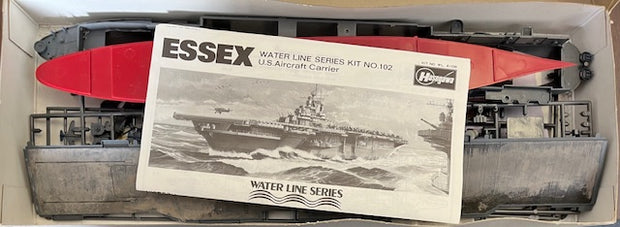 ESSEX
WATER LINE SERIES KIT NO.102
U.S. Aircraft Carrier
Hasegawa
WATER LINE SERIES